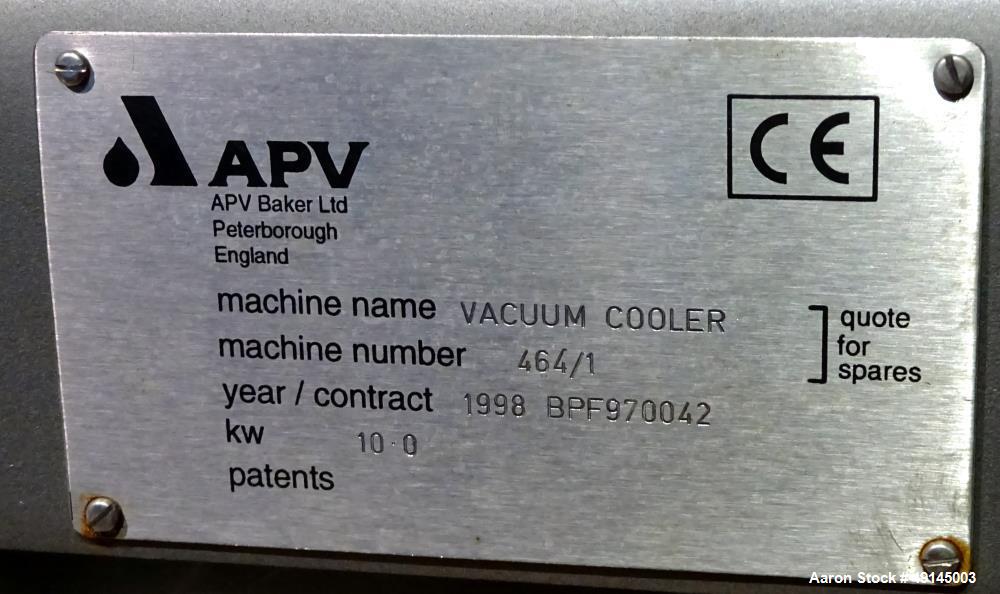 APV
CE
APV Baker Ltd
Peterborough
England
machine name VACUUM COOLER
machine number 464/1
year / contract 1998 BPF970042
kw 10·0
patents
quote
for
spares
Aaron Stock # 49145003